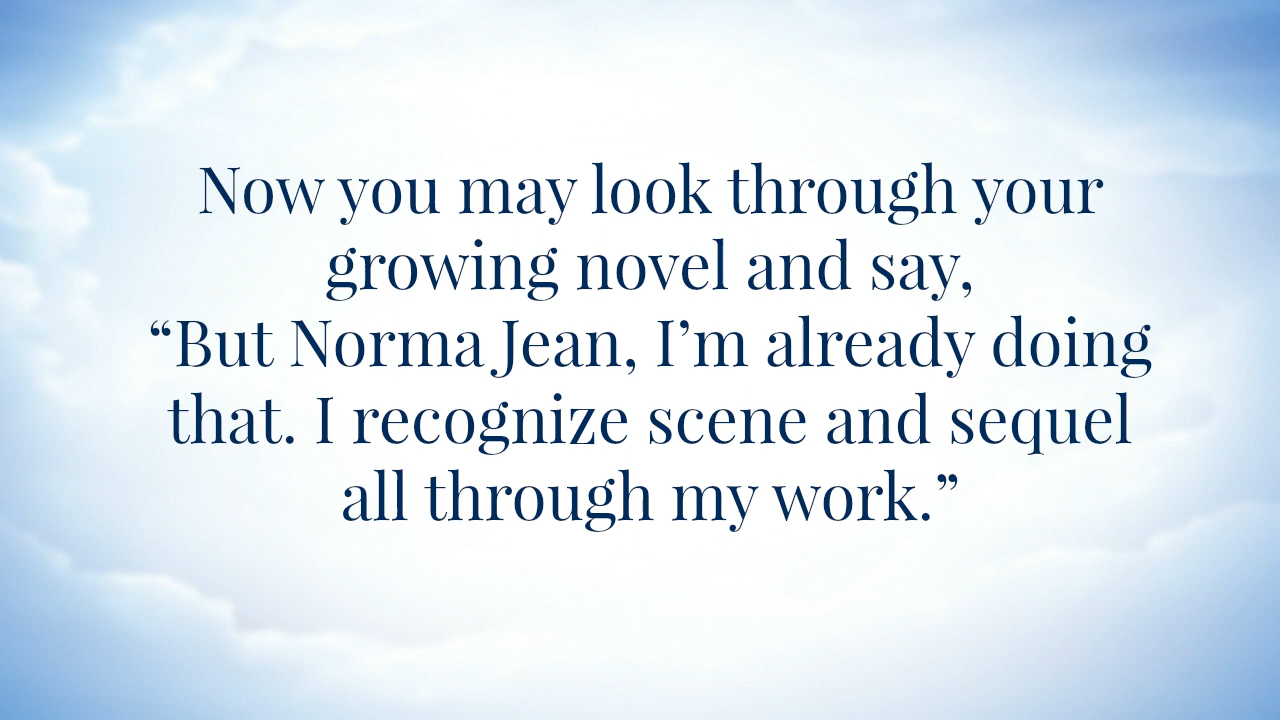 Now you may look through your
growing novel and say,
“But Norma Jean, I’m already doing
that. I recognize scene and sequel
all through my work.”